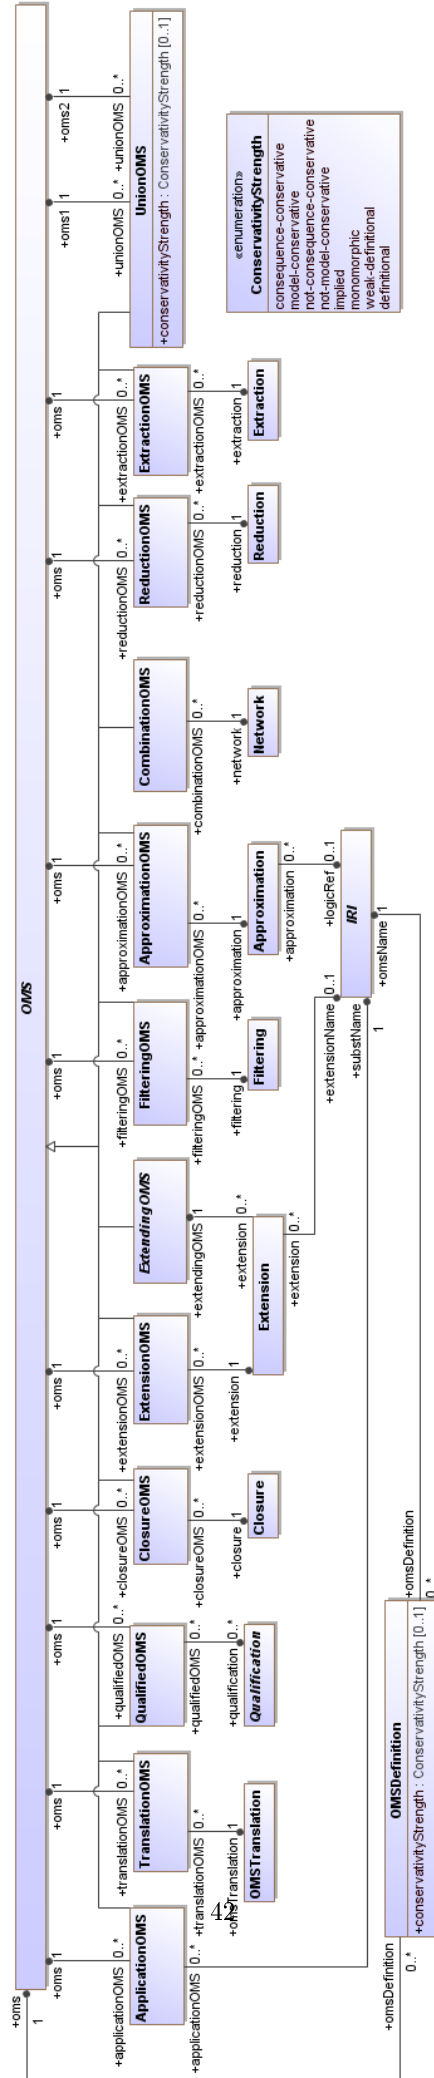 +oms2 1
+unionOMS 0..*
+oms1 1
+unionOMS 0..*
UnionOMS
+conservativityStrength : ConservativityStrength [0..1]
«enumeration»
ConservativityStrength
consequence-conservative
model-conservative
not-consequence-conservative
not-model-conservative
implied
monomorphic
weak-definitional
definitional
+oms 1
+extractionOMS 0..*
ExtractionOMS
+extractionOMS 0..*
+extraction 1
Extraction
+oms 1
+reductionOMS 0..*
ReductionOMS
+reductionOMS 0..*
+reduction 1
Reduction
CombinationOMS
+combinationOMS 0..*
+network 1
Network
+oms 1
+approximationOMS 0..*
ApproximationOMS
+approximationOMS 0..*
+approximation 1
Approximation
+approximation 0..*
+logicRef 0..1
IRI
+omsName 1
+extensionName 0..1
+substName
1
OMS
+oms 1
+filteringOMS 0..*
FilteringOMS
+filteringOMS 0..*
+filtering 1
Filtering
ExtendingOMS
+extendingOMS 1
+extension 0..*
Extension
+extension 0..*
+oms 1
+extensionOMS 0..*
ExtensionOMS
+extensionOMS 0..*
+extension 1
+oms 1
+closureOMS 0..*
ClosureOMS
+closureOMS 0..*
+closure 1
Closure
+oms 1
+qualifiedOMS 0..*
QualifiedOMS
+qualifiedOMS 0..*
+qualification 0..*
Qualification
+oms 1
+translationOMS 0..*
TranslationOMS
+translationOMS 0..*
+omsTranslation 1
OMSTranslation
+oms 1
+applicationOMS 0..*
ApplicationOMS
+applicationOMS 0..*
+oms
1
+omsDefinition
0..*
OMSDefinition
+conservativityStrength : ConservativityStrength [0..1]
+omsDefinition
0..*
42